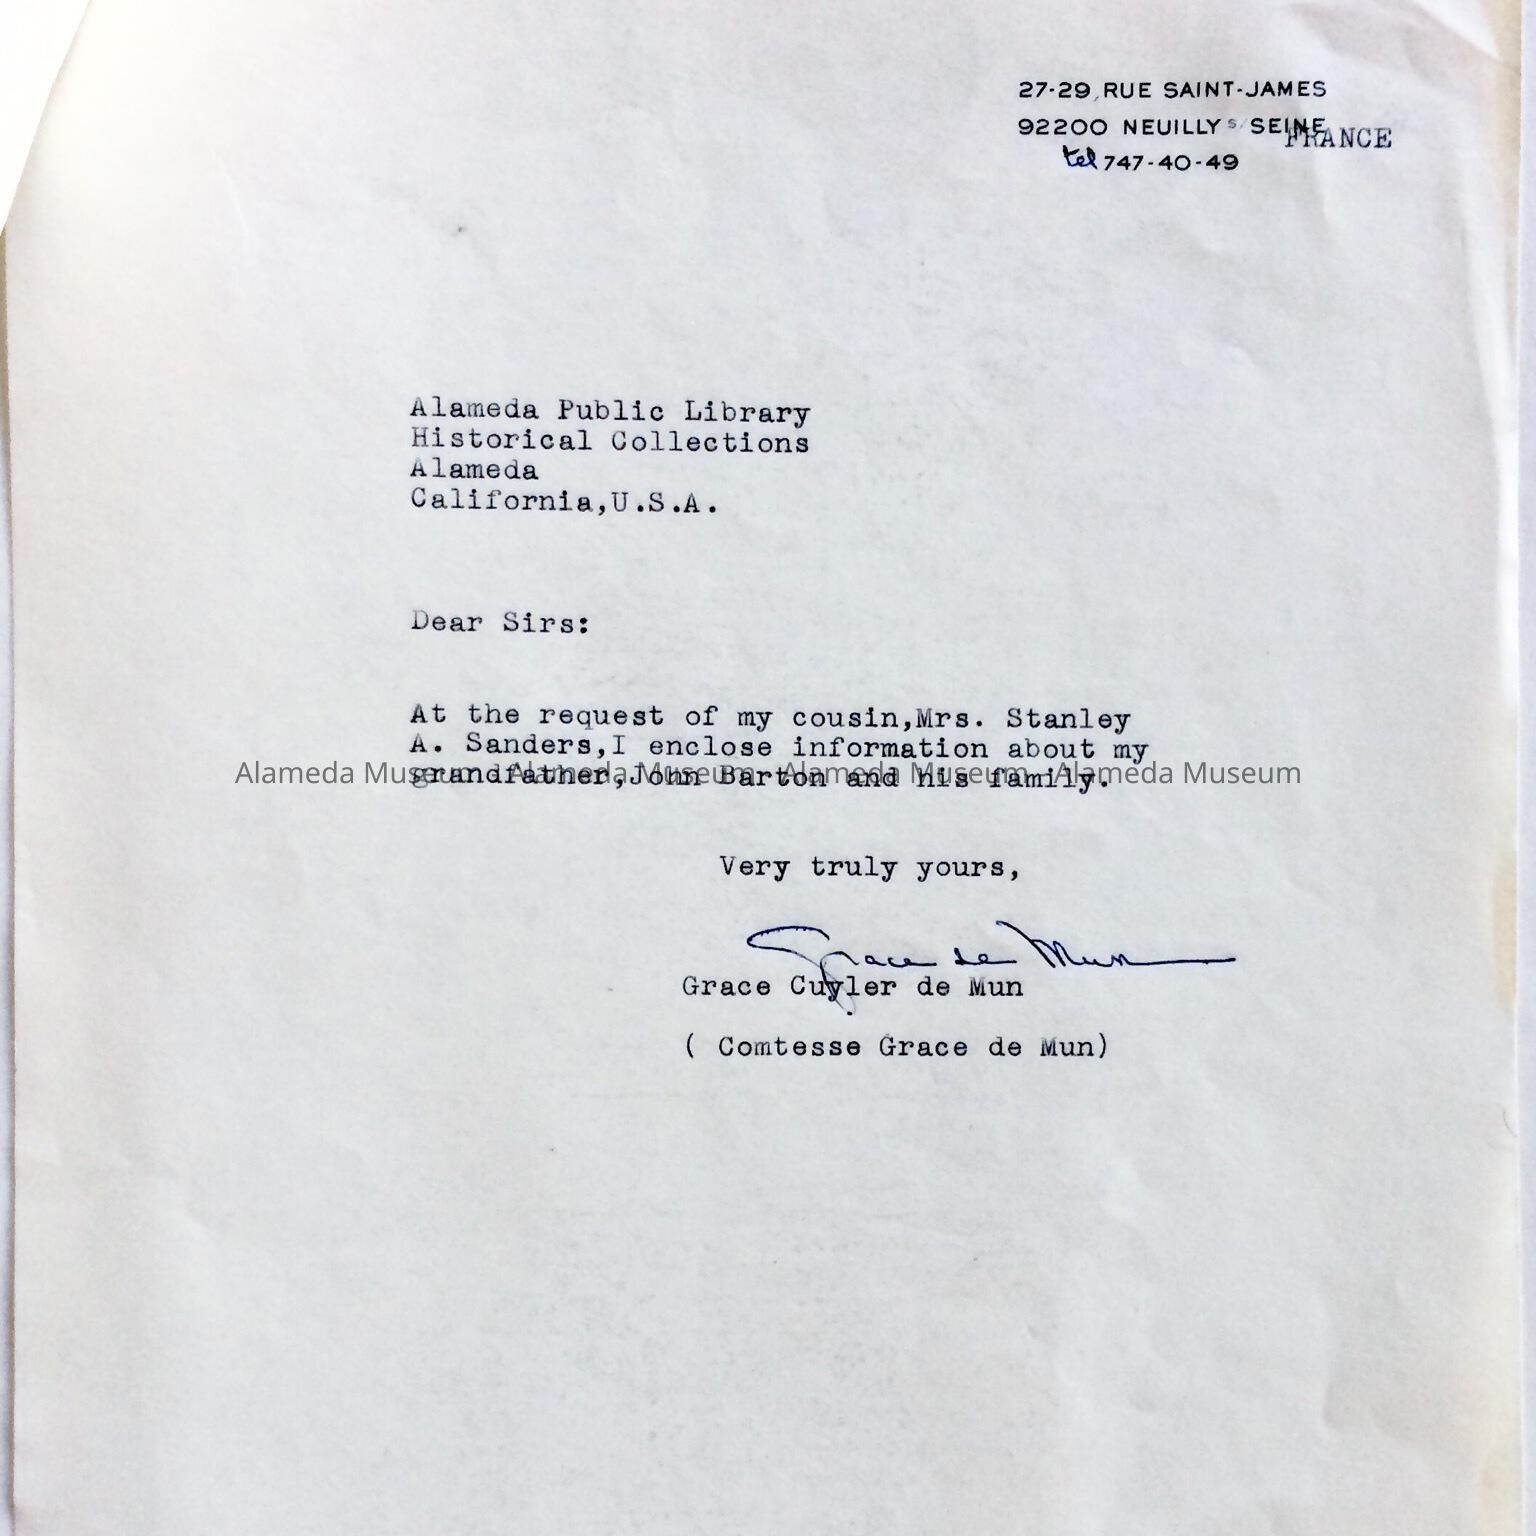 27-29, RUE SAINT-JAMES
92200 NEUILLY S/ SEINE
FRANCE
tel 747-40-49
Alameda Public Library
Historical Collections
Alameda
California,U.S.A.
Dear Sirs:
At the request of my cousin,Mrs. Stanley
A. Sanders,I enclose information about my
grandfather,John Barton and his family.
Alameda Museum - Alameda Museum - Alameda Museum - Alameda Museum
Very truly yours,
Grace de Mun
Grace Cuyler de Mun
( Comtesse Grace de Mun)